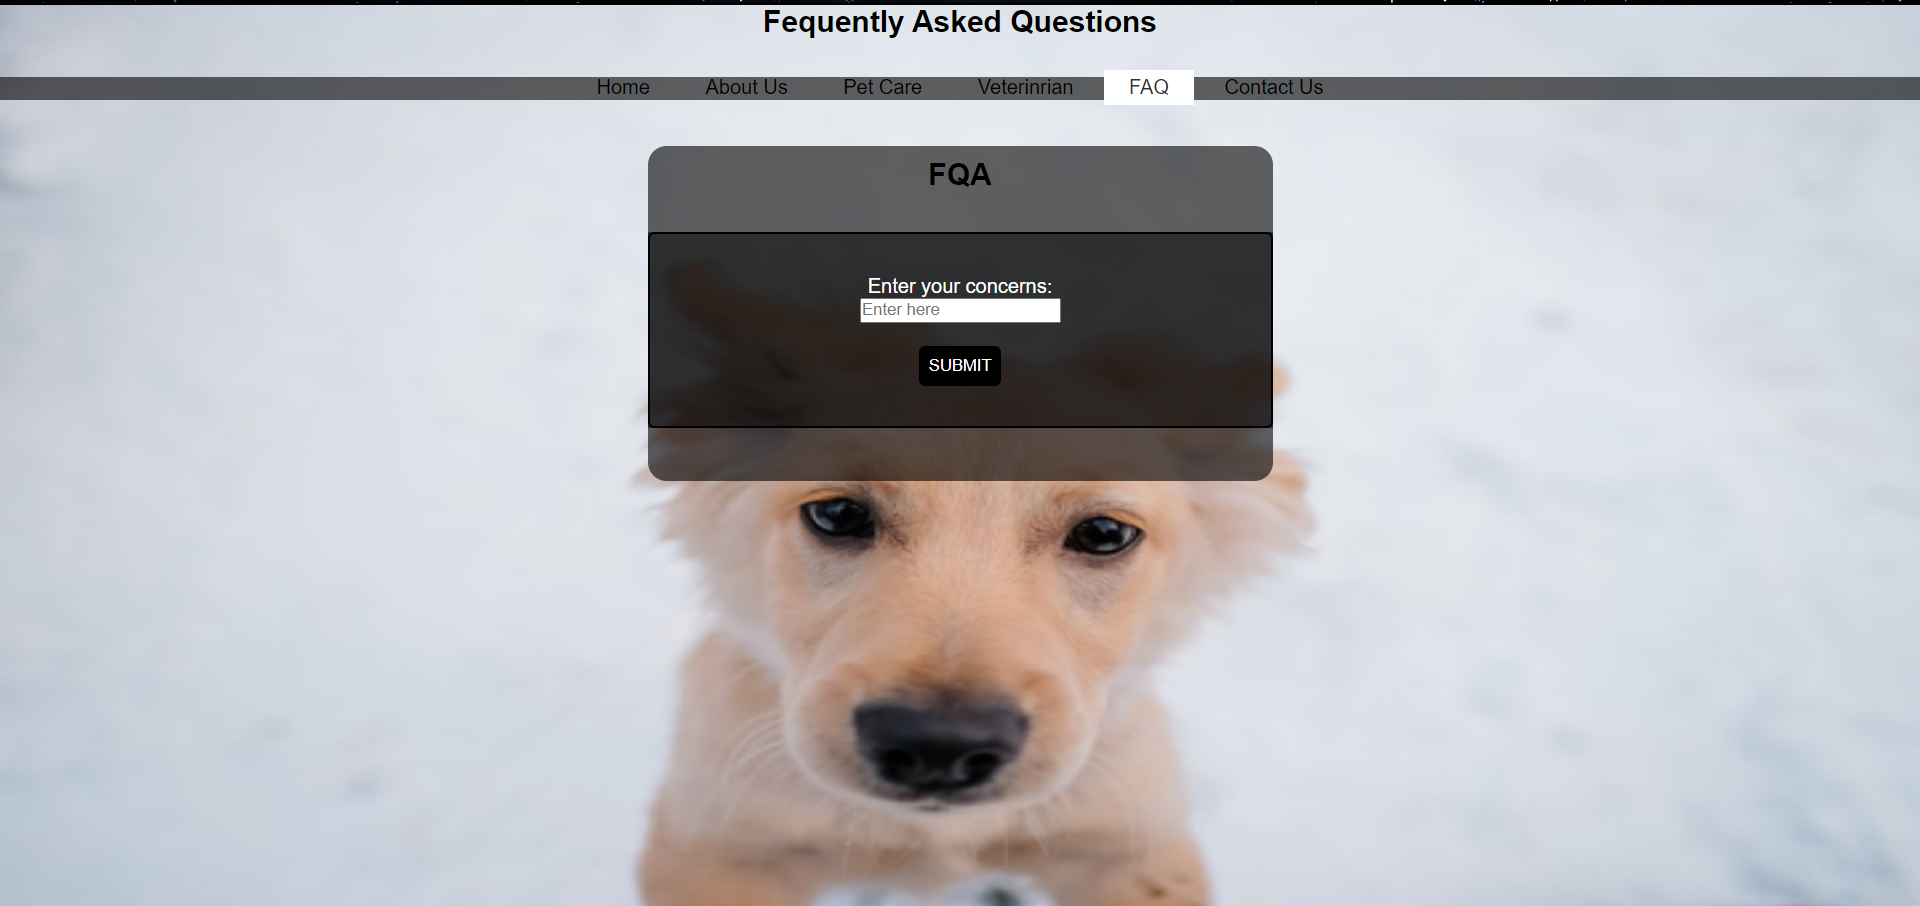 Fequently Asked Questions
Home About Us Pet Care Veterinrian FAQ Contact Us
FQA
Enter your concerns:
Enter here
SUBMIT